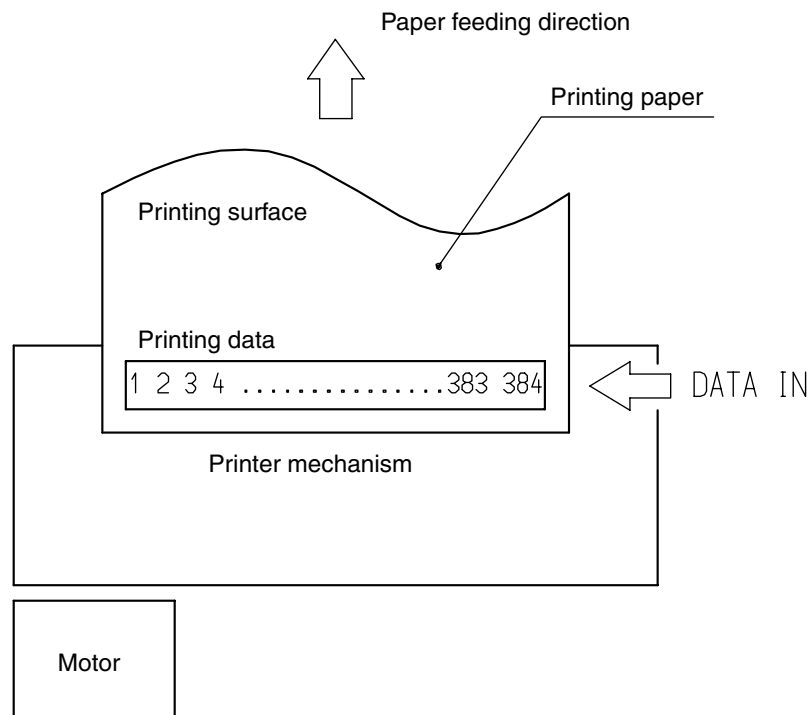 Paper feeding direction
Printing paper
Printing surface
Printing data
1 2 3 4 ...............383 384
DATA IN
Printer mechanism
Motor